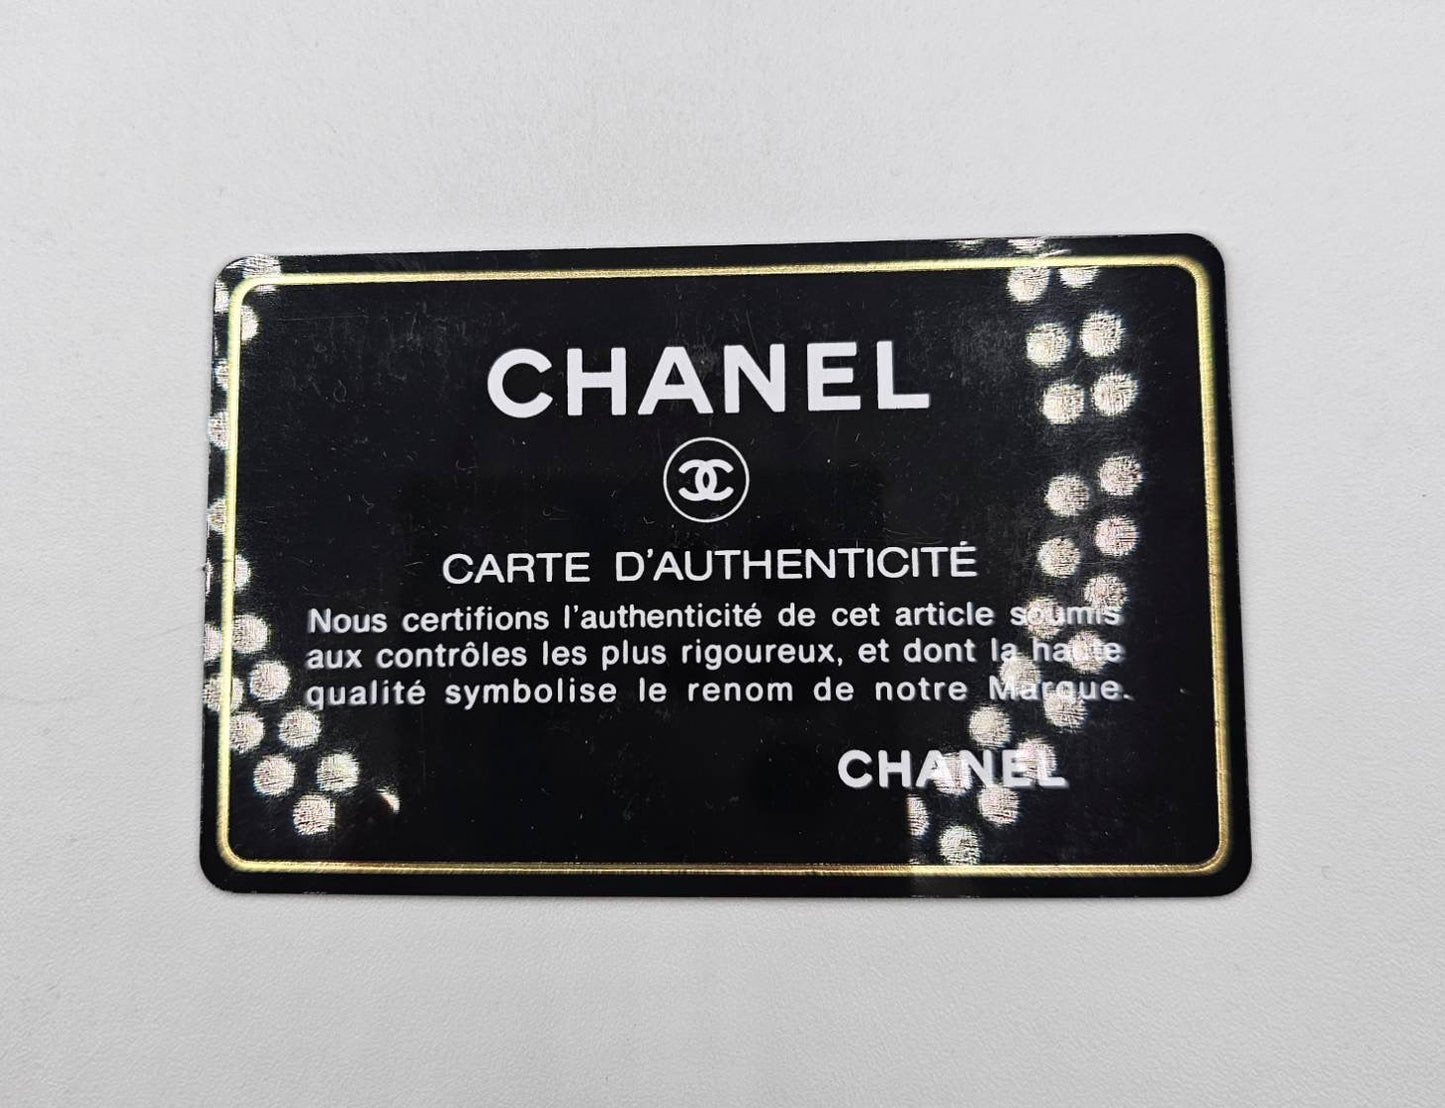 CHANEL
CARTE D'AUTHENTICITÉ
Nous certifions l'authenticité de cet article soumis
aux contrôles les plus rigoureux, et dont la haute
qualité symbolise le renom de notre Marque.
CHANEL